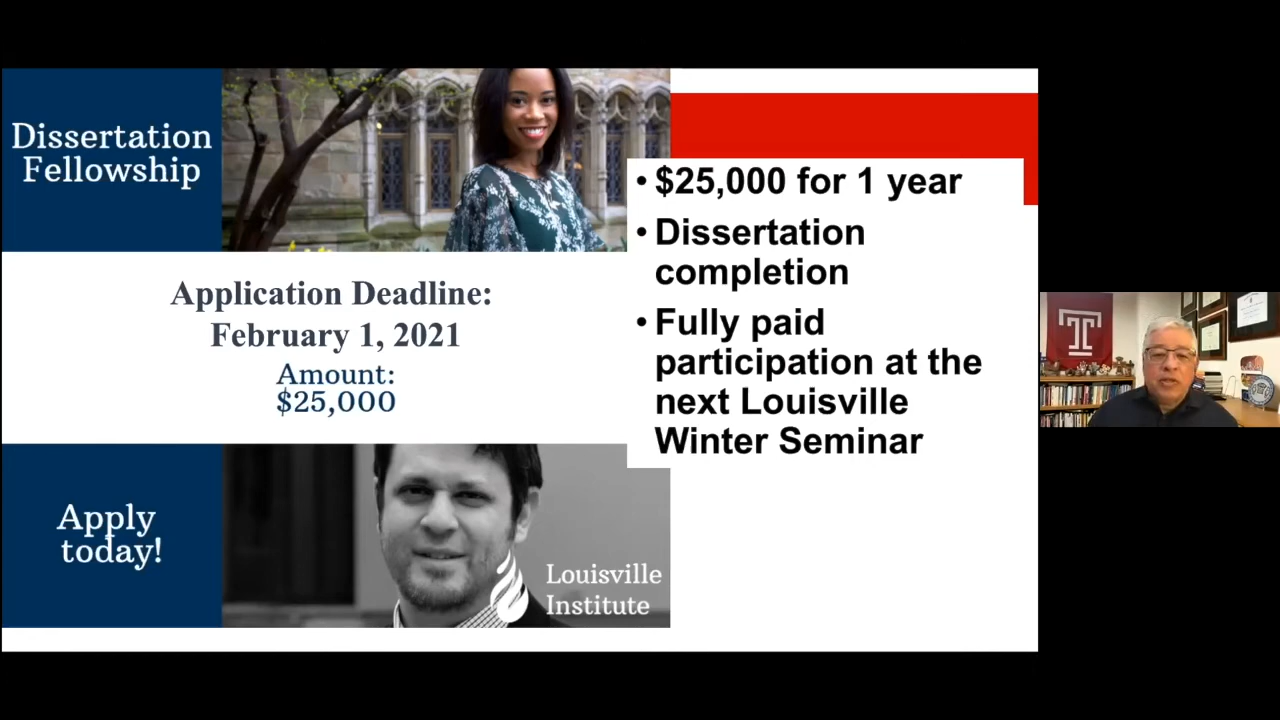 Dissertation
Fellowship
Application Deadline:
February 1, 2021
Amount:
$25,000
Apply
today!
Louisville
Institute
• $25,000 for 1 year
• Dissertation
completion
• Fully paid
participation at the
next Louisville
Winter Seminar
T